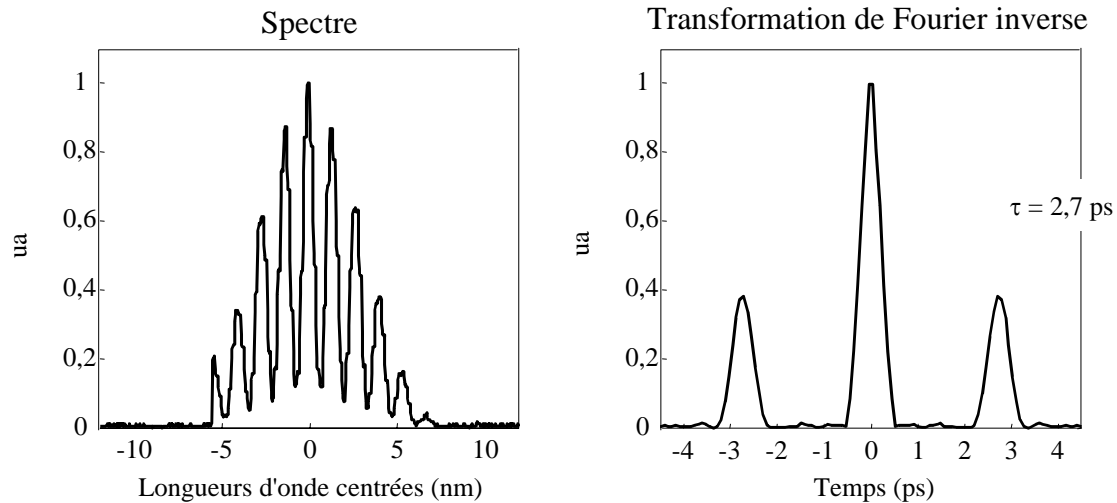 Spectre
1
0,8
0,6
0,4
0,2
0
ua
-10 -5 0 5 10
Longueurs d'onde centrées (nm)
Transformation de Fourier inverse
1
0,8
0,6
0,4
0,2
0
ua
τ = 2,7 ps
-4 -3 -2 -1 0 1 2 3 4
Temps (ps)